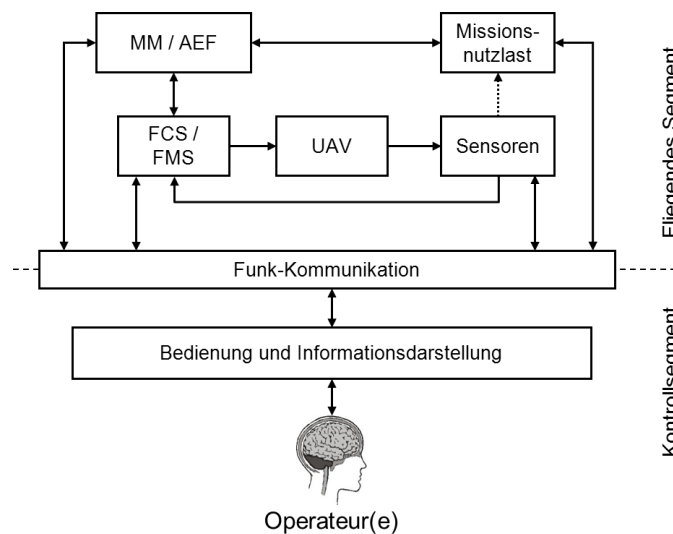 MM / AEF
Missions-
nutzlast
FCS /
FMS
UAV
Sensoren
Fliegendes Segment
Funk-Kommunikation
Bedienung und Informationsdarstellung
Kontrollsegment
Operateur(e)